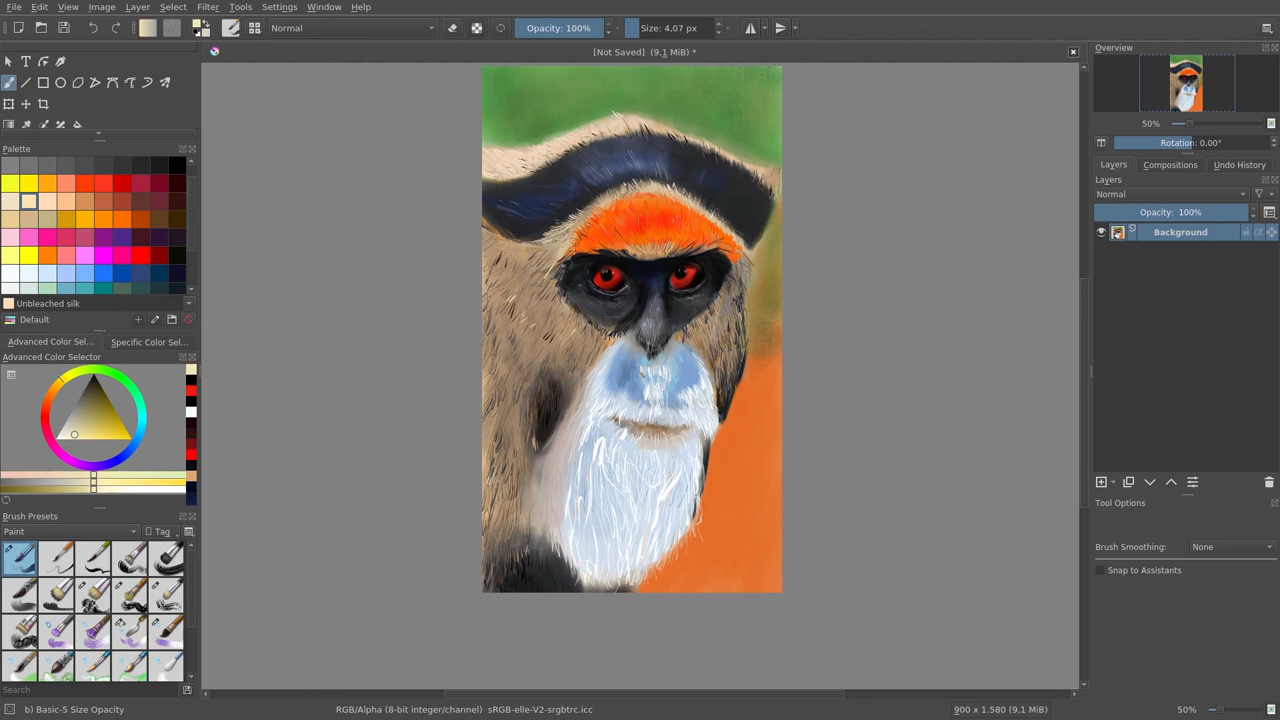 File Edit View Image Layer Select Filter Tools Settings Window Help
Normal
Opacity: 100%
Size: 4.07 px
[Not Saved] (9,1 MiB) *
Palette
Unbleached silk
Default
Advanced Color Sel...
Specific Color Sel...
Advanced Color Selector
Brush Presets
Paint
Tag
Search
b) Basic-5 Size Opacity
RGB/Alpha (8-bit integer/channel) sRGB-elle-V2-srgbtrc.icc
900 x 1.580 (9,1 MiB)
50%
Overview
50%
Rotation: 0,00°
Layers
Compositions
Undo History
Layers
Normal
Opacity: 100%
Background
Tool Options
Brush Smoothing:
None
Snap to Assistants